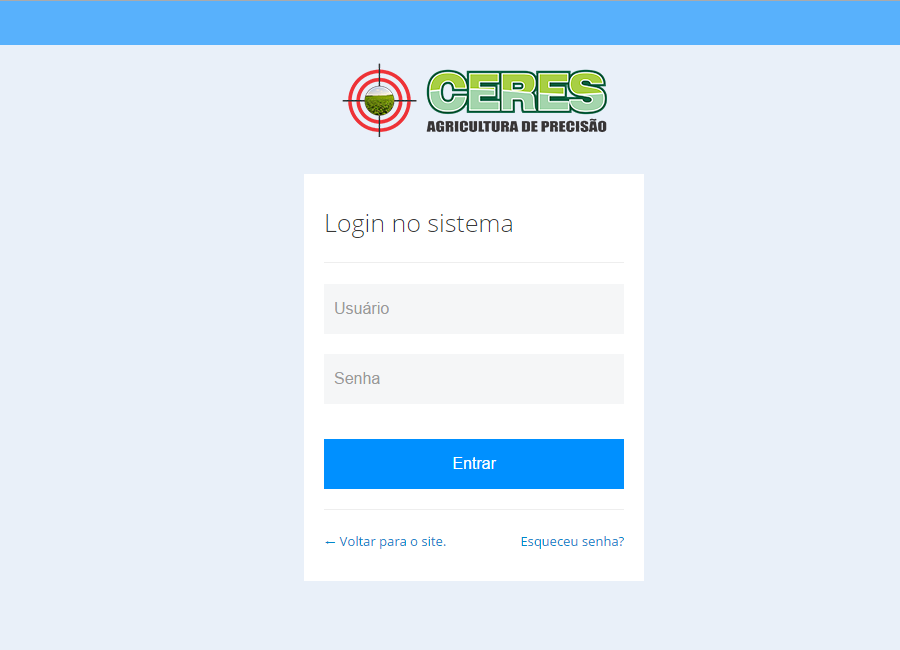 CERES
AGRICULTURA DE PRECISÃO
Login no sistema
Usuário
Senha
Entrar
← Voltar para o site.
Esqueceu senha?